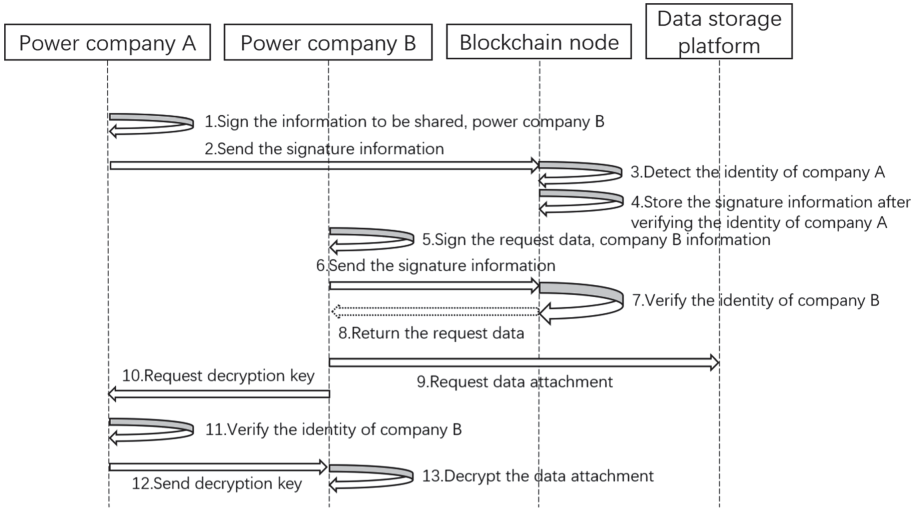 Power company A
Power company B
Blockchain node
Data storage
platform
1.Sign the information to be shared, power company B
2.Send the signature information
3.Detect the identity of company A
4.Store the signature information after
verifying the identity of company A
5.Sign the request data, company B information
6.Send the signature information
7.Verify the identity of company B
8.Return the request data
9.Request data attachment
10.Request decryption key
11.Verify the identity of company B
12.Send decryption key
13.Decrypt the data attachment